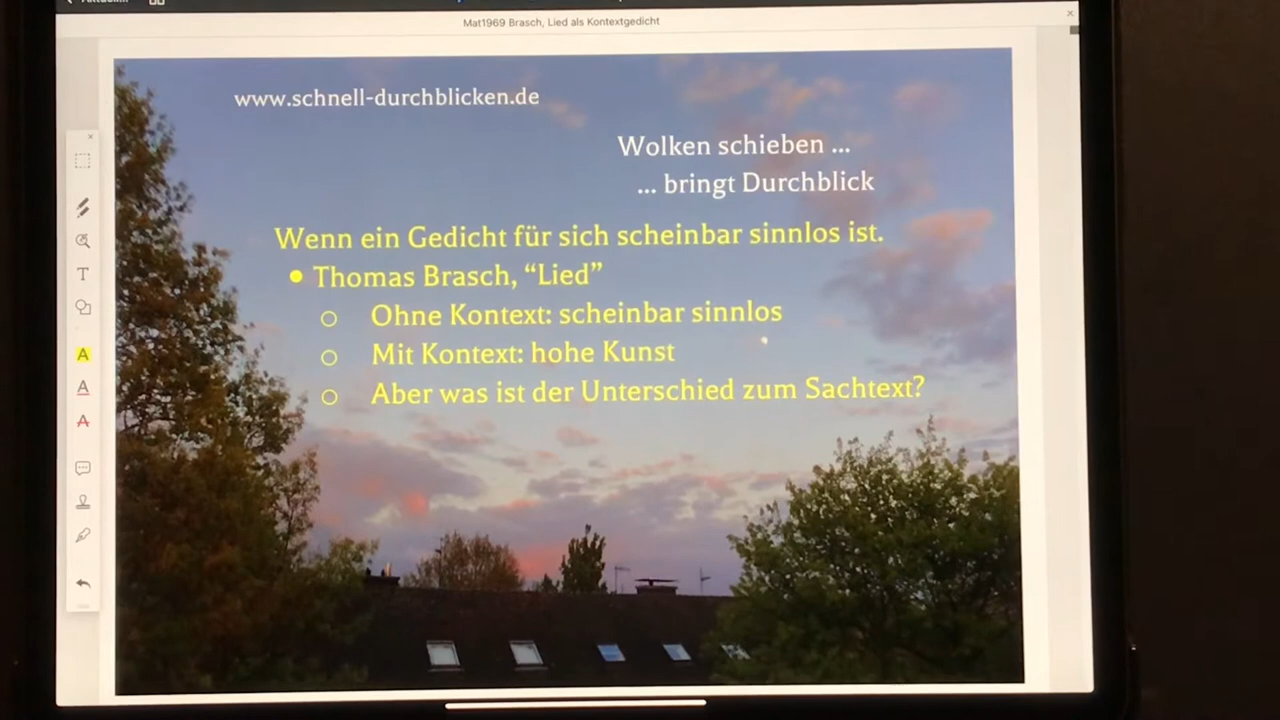 Mat1969 Brasch, Lied als Kontextgedicht
www.schnell-durchblicken.de
Wolken schieben ...
... bringt Durchblick
Wenn ein Gedicht für sich scheinbar sinnlos ist.
Thomas Brasch, “Lied”
Ohne Kontext: scheinbar sinnlos
Mit Kontext: hohe Kunst
Aber was ist der Unterschied zum Sachtext?
T
A
A
A